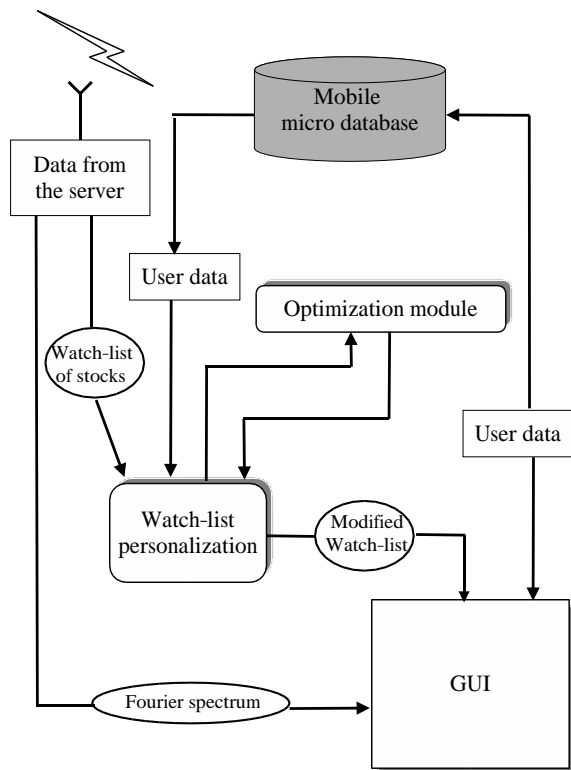 Mobile
micro database
Data from
the server
User data
Optimization module
Watch-list
of stocks
User data
Watch-list
personalization
Modified
Watch-list
GUI
Fourier spectrum